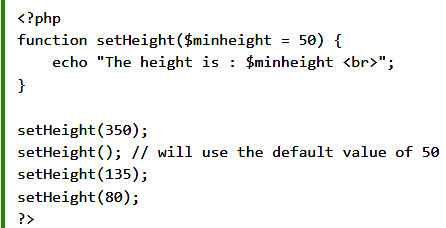 <?php
function setHeight($minheight = 50) {
    echo "The height is : $minheight <br>";
}

setHeight(350);
setHeight(); // will use the default value of 50
setHeight(135);
setHeight(80);
?>